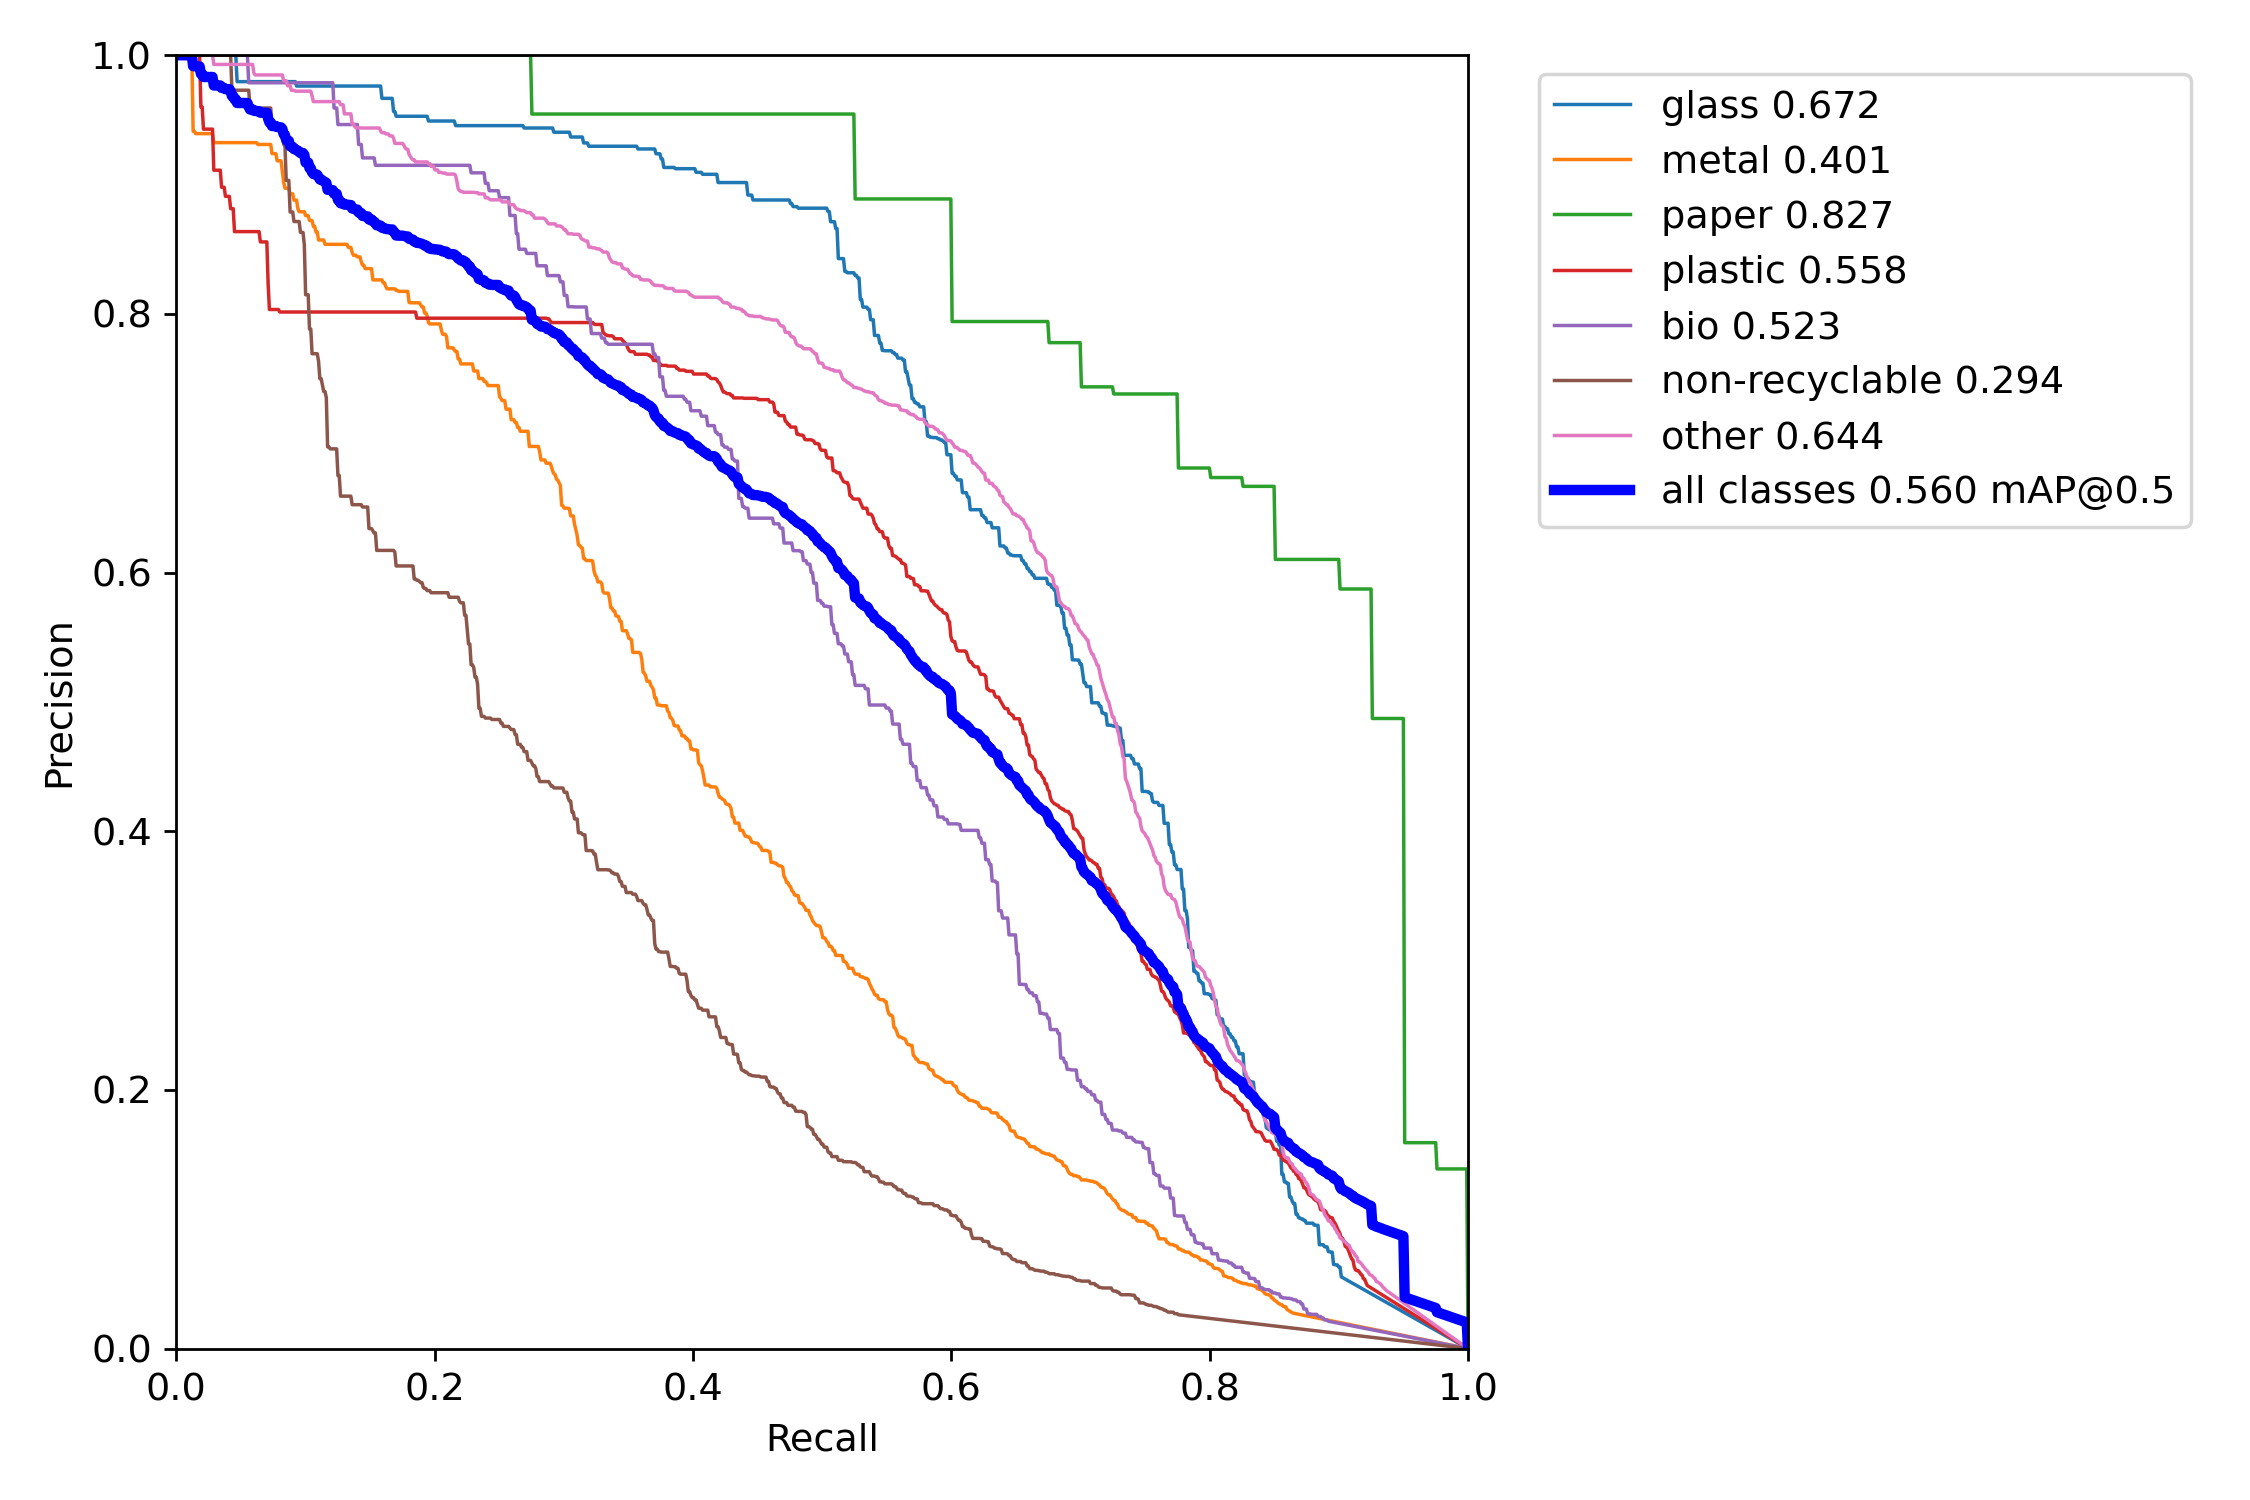 1.0
0.8
0.6
0.4
0.2
0.0
Precision
0.0 0.2 0.4 0.6 0.8 1.0
Recall
glass 0.672
metal 0.401
paper 0.827
plastic 0.558
bio 0.523
non-recyclable 0.294
other 0.644
all classes 0.560 mAP@0.5